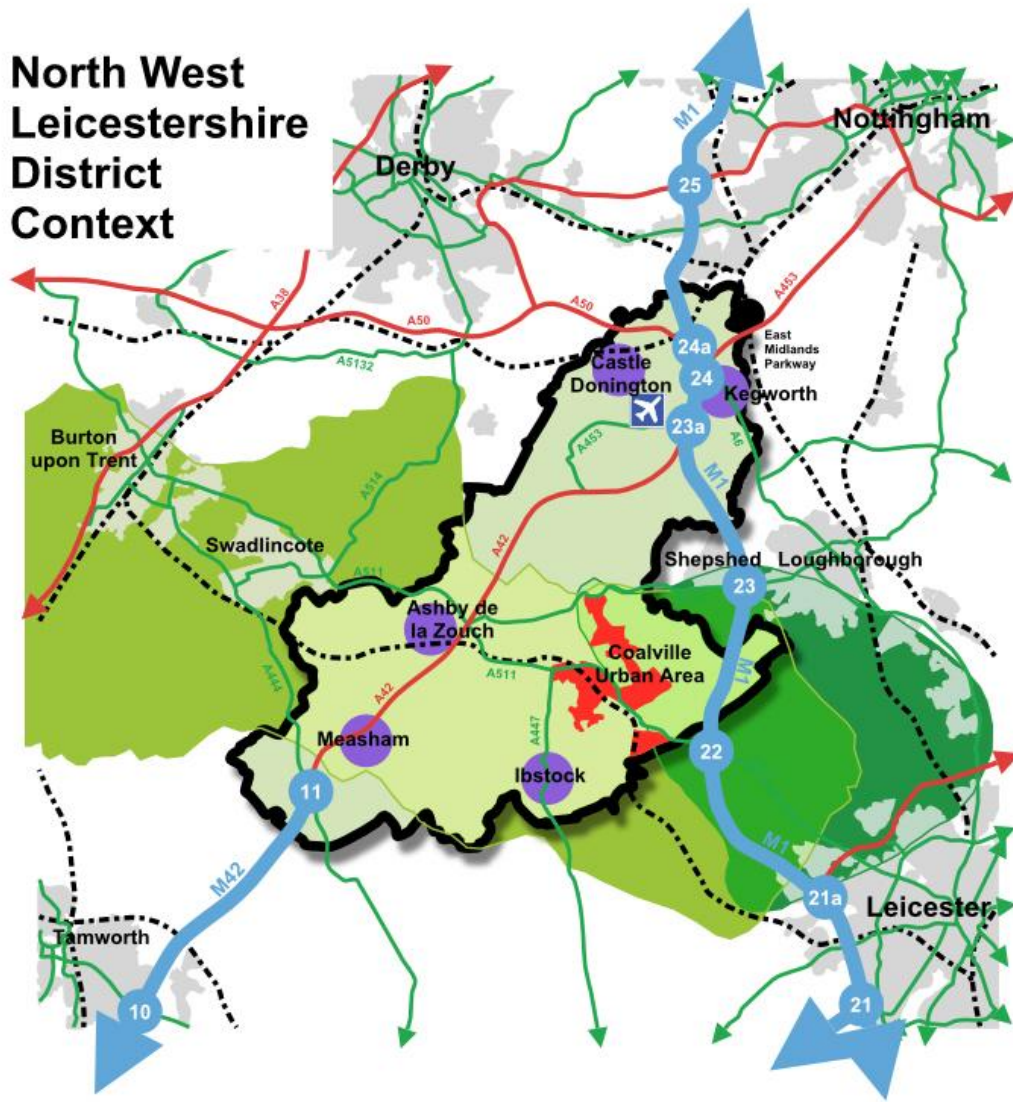 North West
Leicestershire
District
Context
M1
Nottingham
Derby
25
A38
A50
A50
A453
A5132
24a
East
Midlands
Parkway
Castle
Donington
24
Kegworth
23a
A453
A6
Burton
upon Trent
A514
M1
A42
Swadlincote
A511
Shepshed
Loughborough
23
Ashby de
la Zouch
Coalville
Urban Area
A444
A42
A511
M1
A447
Measham
22
Ibstock
11
M42
M1
21a
Leicester
Tamworth
10
21